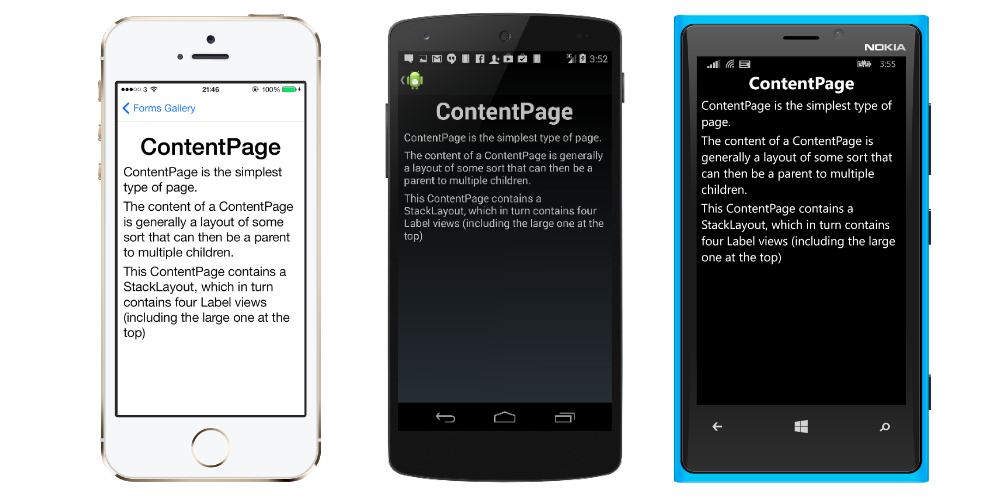 3 21:46 100%
Forms Gallery
ContentPage
ContentPage is the simplest
type of page.
The content of a ContentPage
is generally a layout of some
sort that can then be a parent
to multiple children.
This ContentPage contains a
StackLayout, which in turn
contains four Label views
(including the large one at the
top)
3:52
ContentPage
ContentPage is the simplest type of page.
The content of a ContentPage is generally
a layout of some sort that can then be a
parent to multiple children.
This ContentPage contains a
StackLayout, which in turn contains four
Label views (including the large one at the
top)
NOKIA
3:55
ContentPage
ContentPage is the simplest type of
page.
The content of a ContentPage is
generally a layout of some sort that
can then be a parent to multiple
children.
This ContentPage contains a
StackLayout, which in turn contains
four Label views (including the large
one at the top)